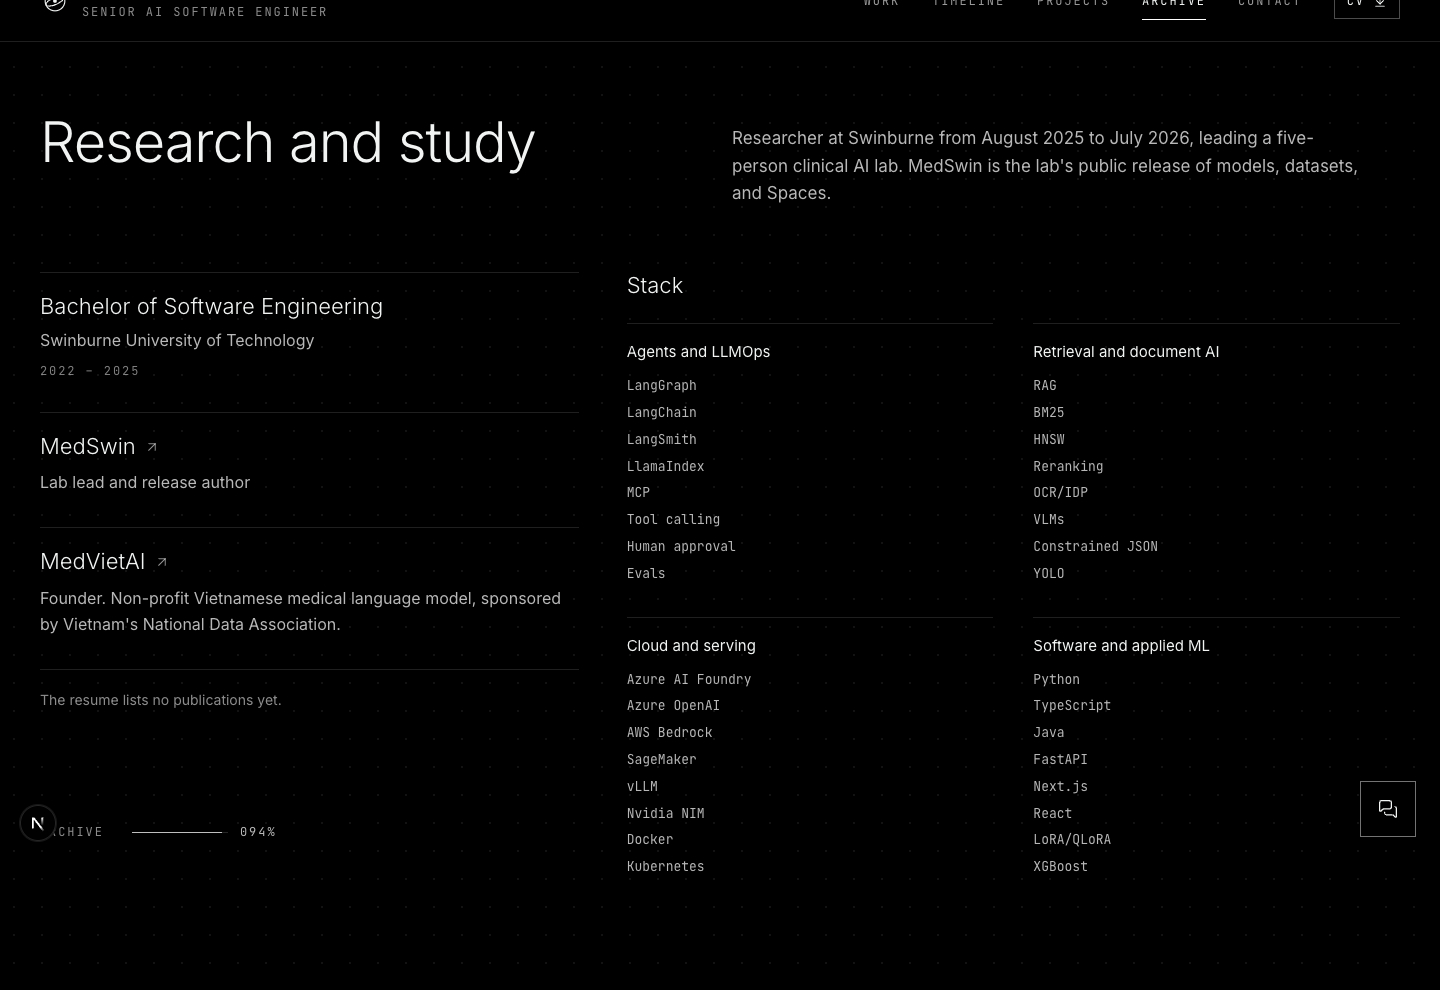 SENIOR AI SOFTWARE ENGINEER
WORK
TIMELINE
PROJECTS
ARCHIVE
CONTACT
CV
Research and study
Researcher at Swinburne from August 2025 to July 2026, leading a five-
person clinical AI lab. MedSwin is the lab's public release of models, datasets,
and Spaces.
Bachelor of Software Engineering
Swinburne University of Technology
2022 – 2025
MedSwin
Lab lead and release author
MedVietAI
Founder. Non-profit Vietnamese medical language model, sponsored
by Vietnam's National Data Association.
The resume lists no publications yet.
Stack
Agents and LLMOps
LangGraph
LangChain
LangSmith
LlamaIndex
MCP
Tool calling
Human approval
Evals
Retrieval and document AI
RAG
BM25
HNSW
Reranking
OCR/IDP
VLMs
Constrained JSON
YOLO
Cloud and serving
Azure AI Foundry
Azure OpenAI
AWS Bedrock
SageMaker
vLLM
Nvidia NIM
Docker
Kubernetes
Software and applied ML
Python
TypeScript
Java
FastAPI
Next.js
React
LoRA/QLoRA
XGBoost
N
CHIVE
094%